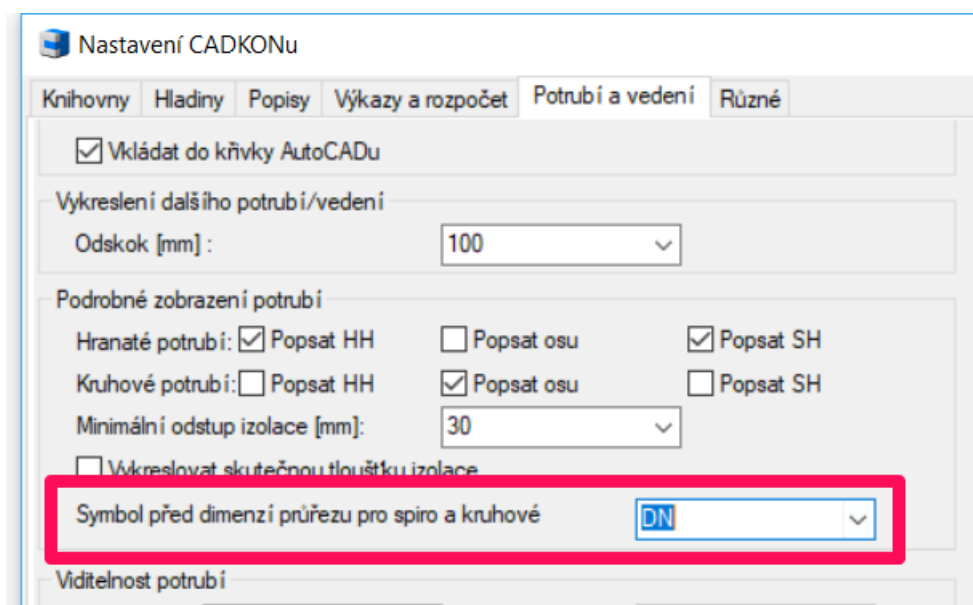 Nastavení CADKONu
Knihovny Hladiny Popisy Výkazy a rozpočet Potrubí a vedení Různé
Vkládat do křivky AutoCADu
Vykreslení dalšího potrubí/vedení
Odskok [mm] : 100
Podrobné zobrazení potrubí
Hranaté potrubí: Popsat HH Popsat osu Popsat SH
Kruhové potrubí: Popsat HH Popsat osu Popsat SH
Minimální odstup izolace [mm]: 30
Vykreslovat skutečnou tloušťku izolace
Symbol před dimenzí průřezu pro spiro a kruhové DN
Viditelnost potrubí